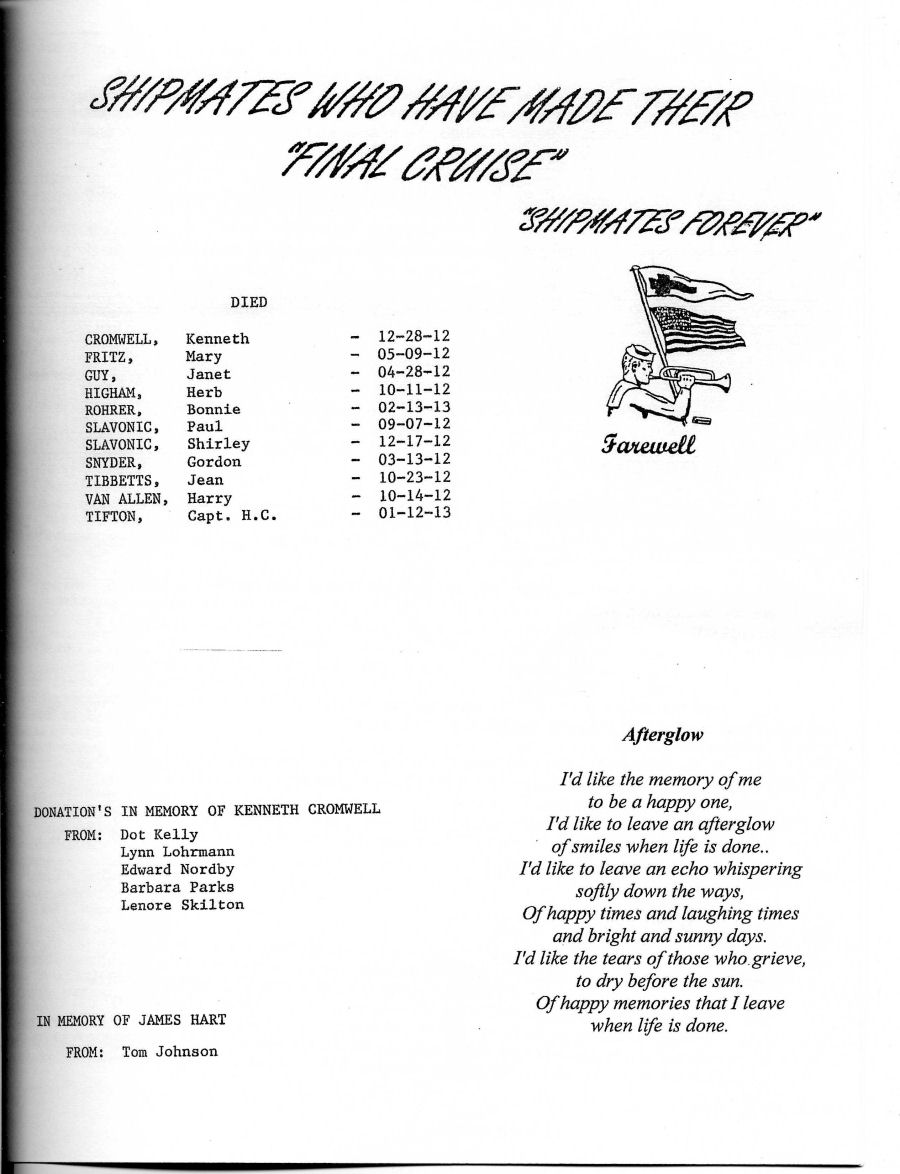 SHIPMATES WHO HAVE MADE THEIR
"FINAL CRUISE"
"SHIPMATES FOREVER"
DIED
CROMWELL, Kenneth - 12-28-12
FRITZ, Mary - 05-09-12
GUY, Janet - 04-28-12
HIGHAM, Herb - 10-11-12
ROHRER, Bonnie - 02-13-13
SLAVONIC, Paul - 09-07-12
SLAVONIC, Shirley - 12-17-12
SNYDER, Gordon - 03-13-12
TIBBETTS, Jean - 10-23-12
VAN ALLEN, Harry - 10-14-12
TIFTON, Capt. H.C. - 01-12-13
Farewell
DONATION'S IN MEMORY OF KENNETH CROMWELL
FROM: Dot Kelly
Lynn Lohrmann
Edward Nordby
Barbara Parks
Lenore Skilton
IN MEMORY OF JAMES HART
FROM: Tom Johnson
Afterglow
I'd like the memory of me
to be a happy one,
I'd like to leave an afterglow
of smiles when life is done..
I'd like to leave an echo whispering
softly down the ways,
Of happy times and laughing times
and bright and sunny days.
I'd like the tears of those who grieve,
to dry before the sun.
Of happy memories that I leave
when life is done.